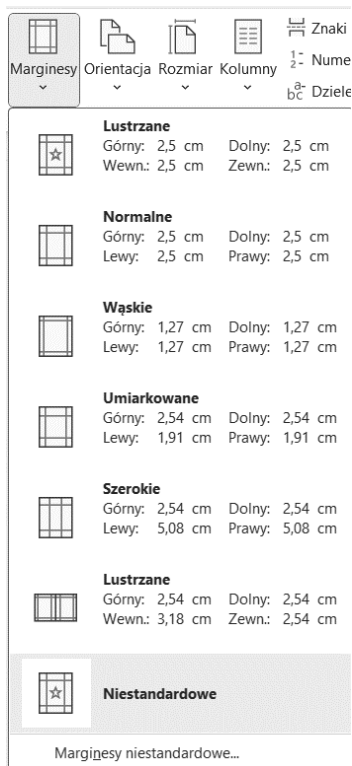 Marginesy Orientacja Rozmiar Kolumny
Znaki
Nume
Dziele
Lustrzane
Górny: 2,5 cm Dolny: 2,5 cm
Wewn.: 2,5 cm Zewn.: 2,5 cm
Normalne
Górny: 2,5 cm Dolny: 2,5 cm
Lewy: 2,5 cm Prawy: 2,5 cm
Wąskie
Górny: 1,27 cm Dolny: 1,27 cm
Lewy: 1,27 cm Prawy: 1,27 cm
Umiarkowane
Górny: 2,54 cm Dolny: 2,54 cm
Lewy: 1,91 cm Prawy: 1,91 cm
Szerokie
Górny: 2,54 cm Dolny: 2,54 cm
Lewy: 5,08 cm Prawy: 5,08 cm
Lustrzane
Górny: 2,54 cm Dolny: 2,54 cm
Wewn.: 3,18 cm Zewn.: 2,54 cm
Niestandardowe
Marginesy niestandardowe...